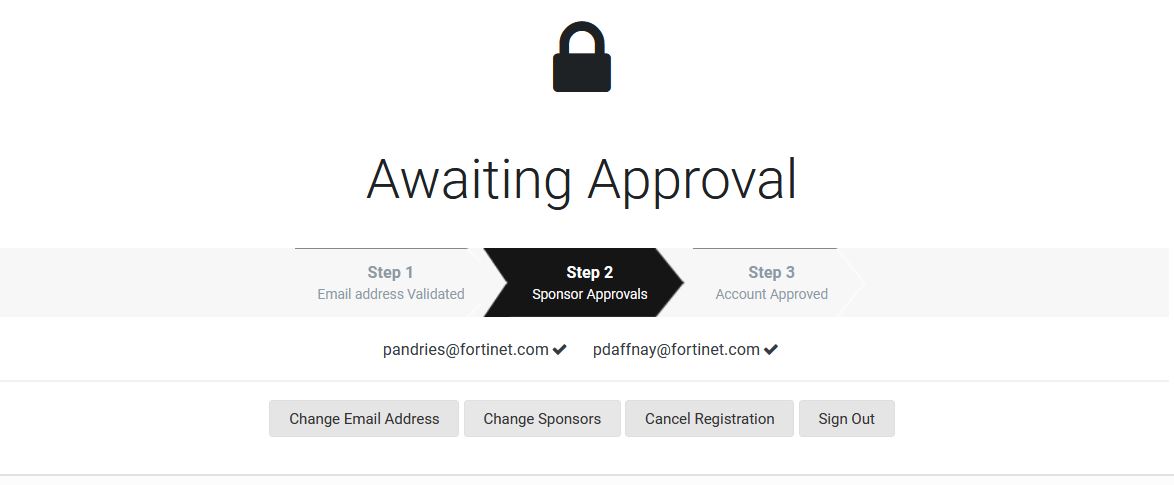 Awaiting Approval
Step 1
Email address Validated
Step 2
Sponsor Approvals
Step 3
Account Approved
pandries@fortinet.com pdaffnay@fortinet.com
Change Email Address Change Sponsors Cancel Registration Sign Out